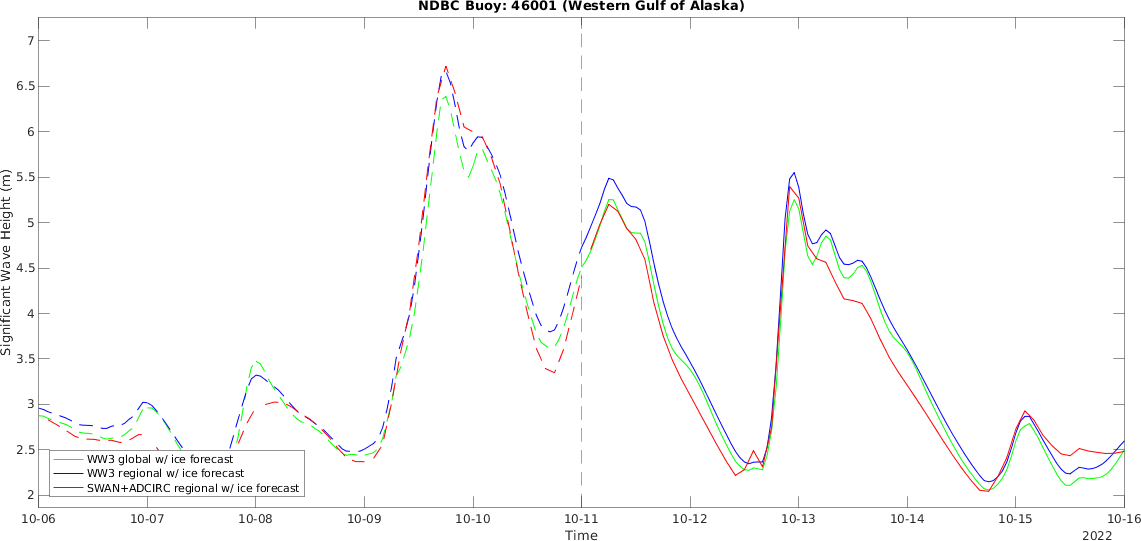 NDBC Buoy: 46001 (Western Gulf of Alaska)
7
6.5
6
5.5
5
4.5
4
3.5
3
2.5
2
Significant Wave Height (m)
WW3 global w/ ice forecast
WW3 regional w/ ice forecast
SWAN+ADCIRC regional w/ ice forecast
10-06 10-07 10-08 10-09 10-10 10-11 10-12 10-13 10-14 10-15 10-16
Time
2022